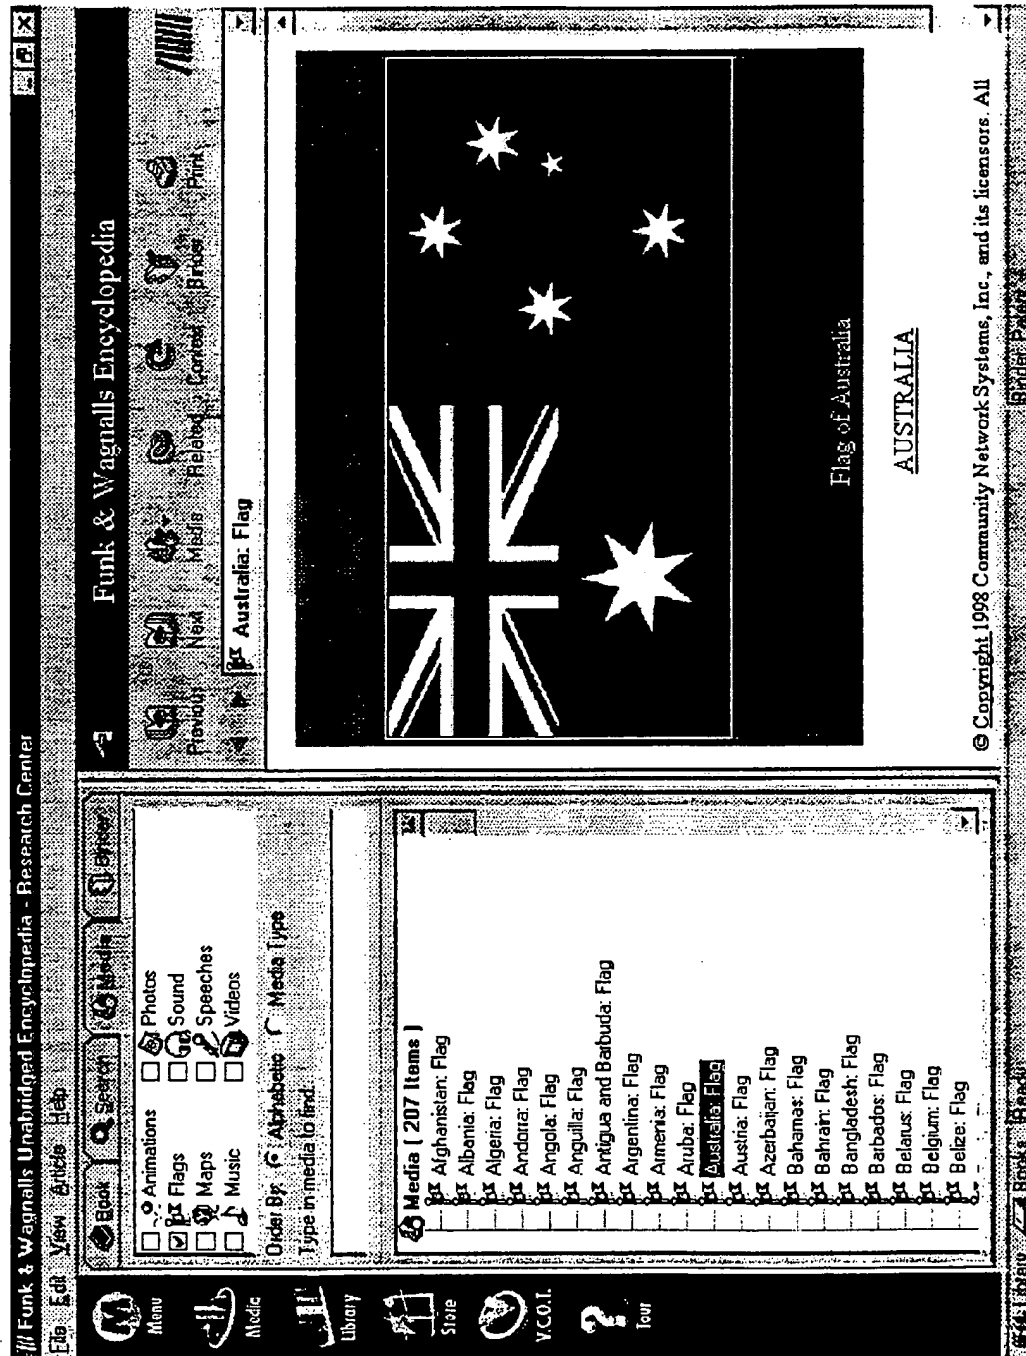 Funk & Wagnalls Unabridged Encyclopedia - Research Center
File Edit View Article Help
Menu
Media
Library
Store
V.C.O.T.
Tour
Book Search Media Binder
Animations Photos
Flags Sound
Maps Speeches
Music Videos
Order By: Alphabetic Media Type
Type in media to find:
Media ( 207 Items )
Afghanistan: Flag
Albania: Flag
Algeria: Flag
Andorra: Flag
Angola: Flag
Anguilla: Flag
Antigua and Barbuda: Flag
Argentina: Flag
Armenia: Flag
Aruba: Flag
Australia: Flag
Austria: Flag
Azerbaijan: Flag
Bahamas: Flag
Bahrain: Flag
Bangladesh: Flag
Barbados: Flag
Belarus: Flag
Belgium: Flag
Belize: Flag
Funk & Wagnalls Encyclopedia
Previous Next Media Related Context Binder Print
Australia: Flag
Flag of Australia
AUSTRALIA
© Copyright 1998 Community Network Systems, Inc., and its licensors. All
Books Ready